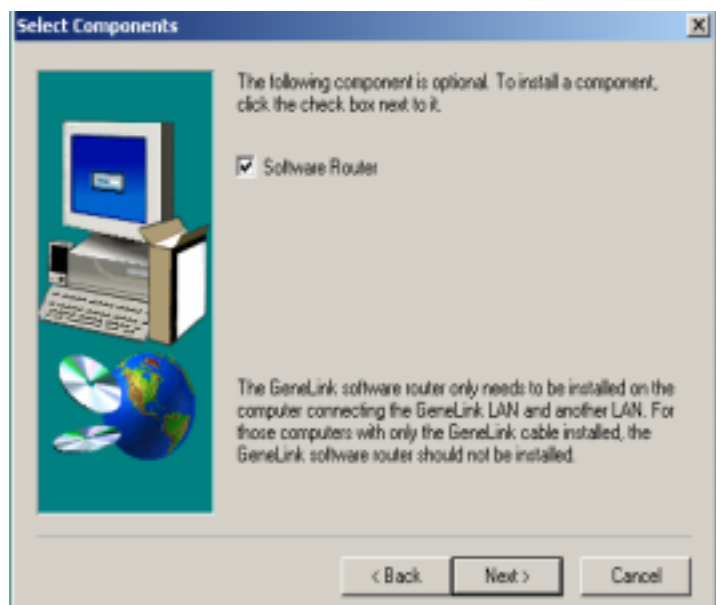 Select Components
The following component is optional. To install a component,
click the check box next to it.
Software Router
The GeneLink software router only needs to be installed on the
computer connecting the GeneLink LAN and another LAN. For
those computers with only the GeneLink cable installed, the
GeneLink software router should not be installed.
< Back
Next >
Cancel